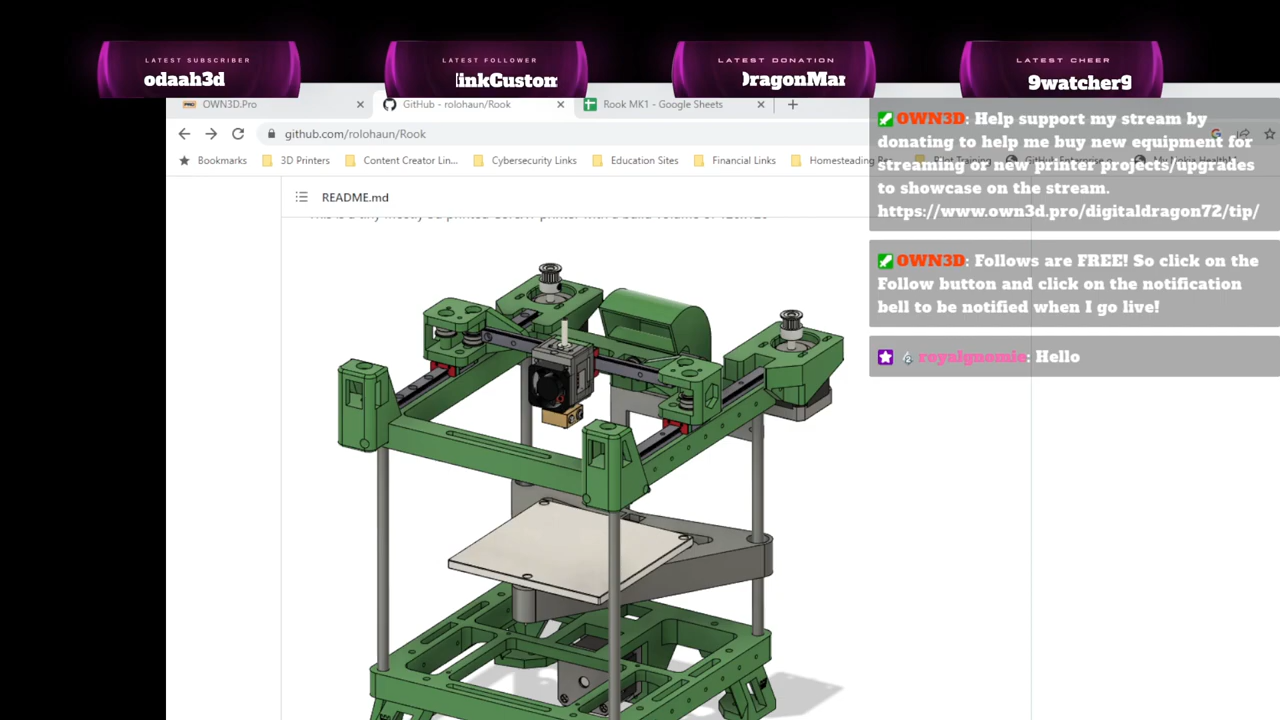 LATEST SUBSCRIBER
odaah3d
LATEST FOLLOWER
inkCustom
LATEST DONATION
DragonMar
LATEST CHEER
9watcher9
OWN3D.Pro
GitHub - rolohaun/Rook
Rook MK1 - Google Sheets
github.com/rolohaun/Rook
Bookmarks
3D Printers
Content Creator Lin...
Cybersecurity Links
Education Sites
Financial Links
Homesteading
README.md
OWN3D: Help support my stream by
donating to help me buy new equipment for
streaming or new printer projects/upgrades
to showcase on the stream.
https://www.own3d.pro/digitaldragon72/tip/
OWN3D: Follows are FREE! So click on the
Follow button and click on the notification
bell to be notified when I go live!
royalgnomie: Hello